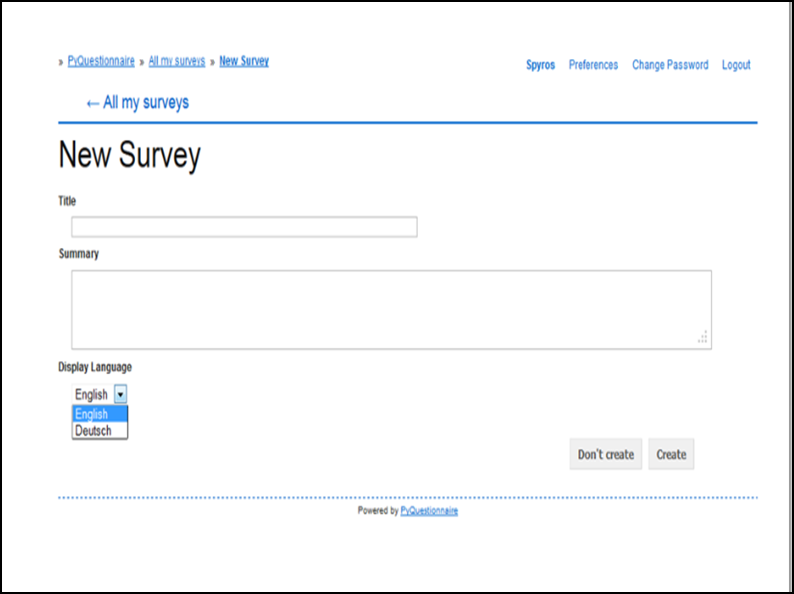 » PyQuestionnaire » All my surveys » New Survey
Spyros Preferences Change Password Logout
← All my surveys
New Survey
Title
Summary
Display Language
English
English
Deutsch
Don't create Create
Powered by PyQuestionnaire